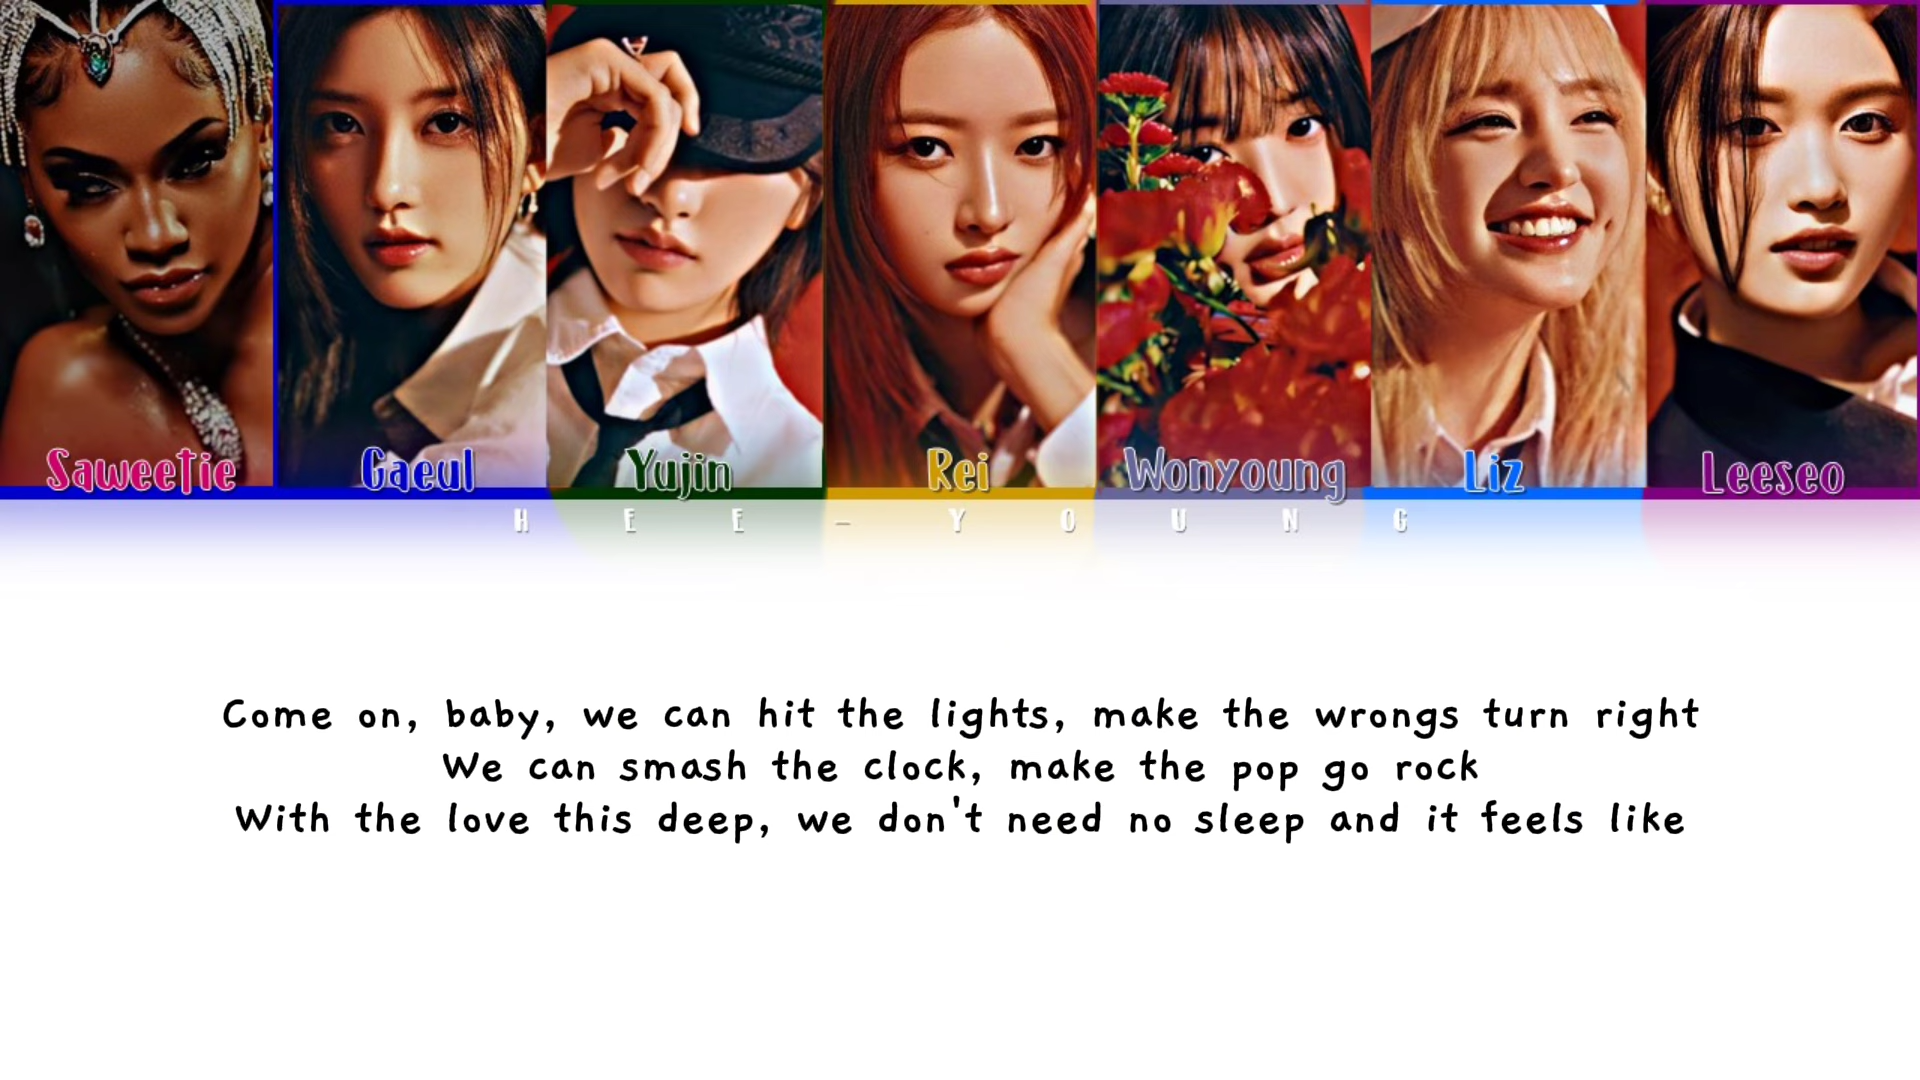 Saweetie Gaeul Yujin Rei Wonyoung Liz Leeseo
HEE-YOUNG
Come on, baby, we can hit the lights, make the wrongs turn right
We can smash the clock, make the pop go rock
With the love this deep, we don't need no sleep and it feels like